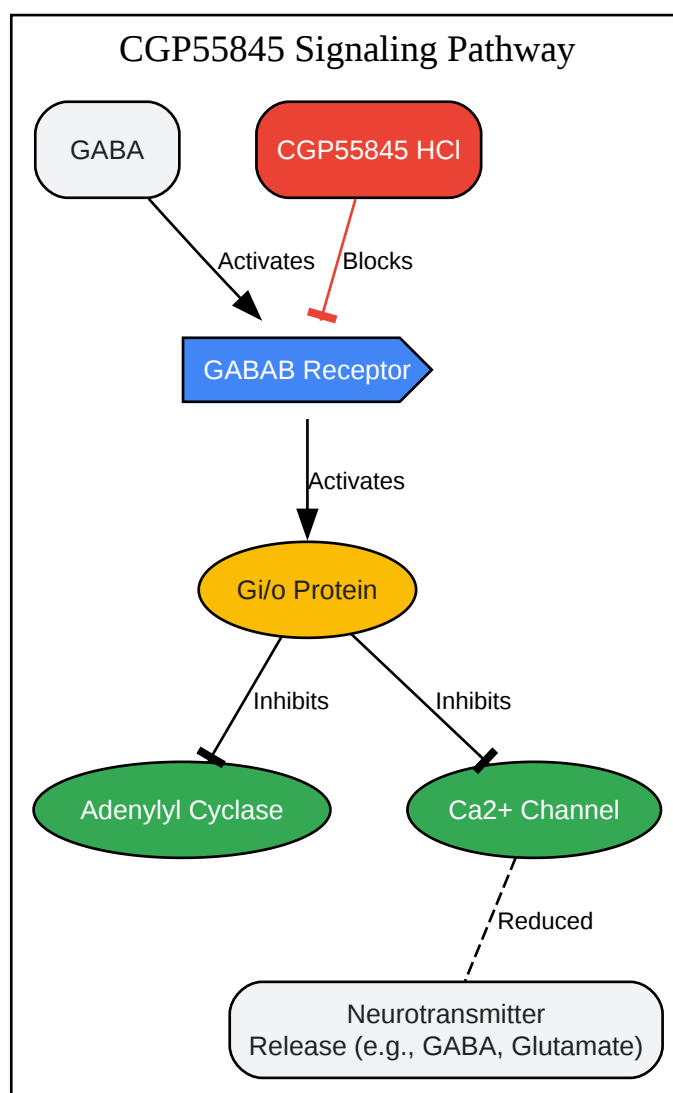 CGP55845 Signaling Pathway
GABA
CGP55845 HCl
Activates
Blocks
GABAB Receptor
Activates
Gi/o Protein
Inhibits
Inhibits
Adenylyl Cyclase
Ca2+ Channel
Reduced
Neurotransmitter
Release (e.g., GABA, Glutamate)